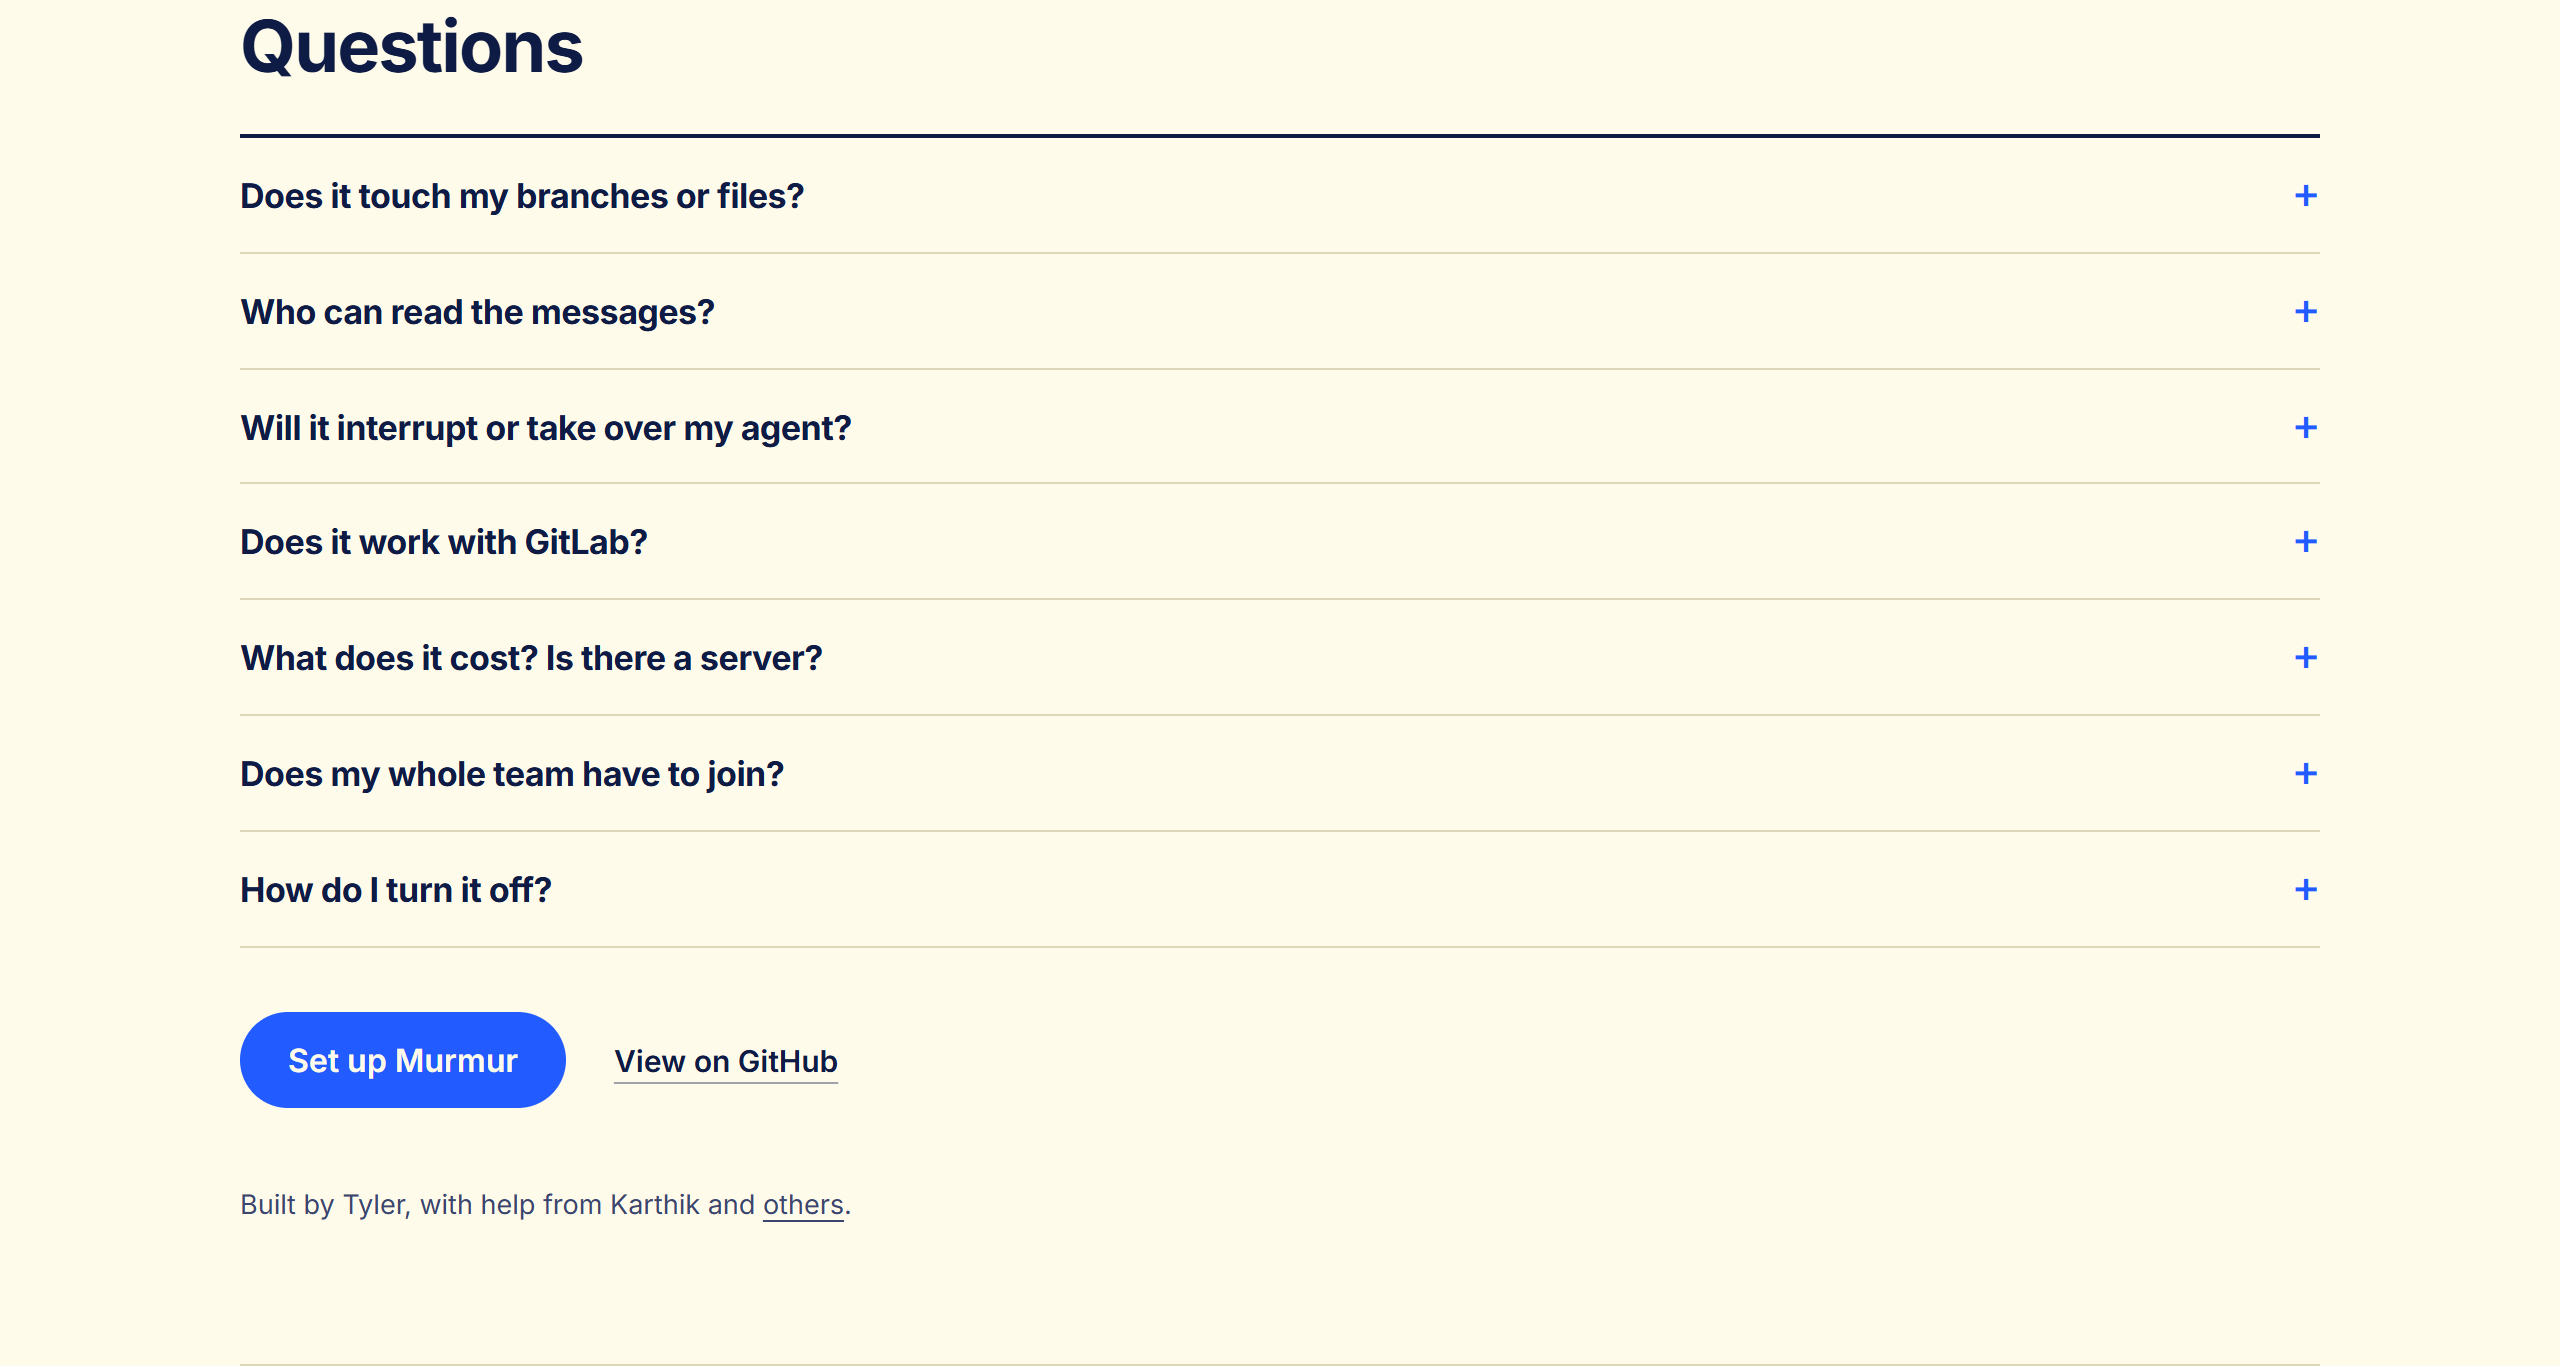 Questions
Does it touch my branches or files?
Who can read the messages?
Will it interrupt or take over my agent?
Does it work with GitLab?
What does it cost? Is there a server?
Does my whole team have to join?
How do I turn it off?
Set up Murmur
View on GitHub
Built by Tyler, with help from Karthik and others.